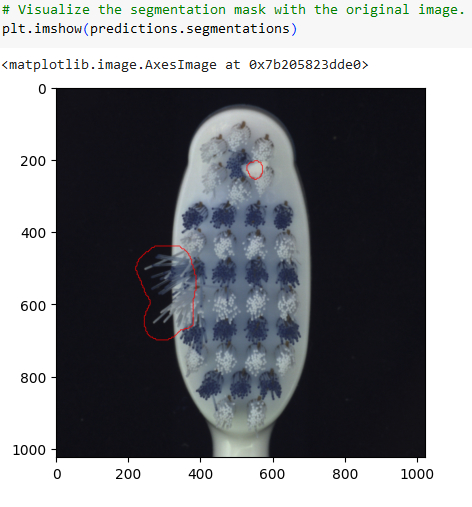 # Visualize the segmentation mask with the original image.
plt.imshow(predictions.segmentations)
<matplotlib.image.AxesImage at 0x7b205823dde0>
0
200
400
600
800
1000
0 200 400 600 800 1000